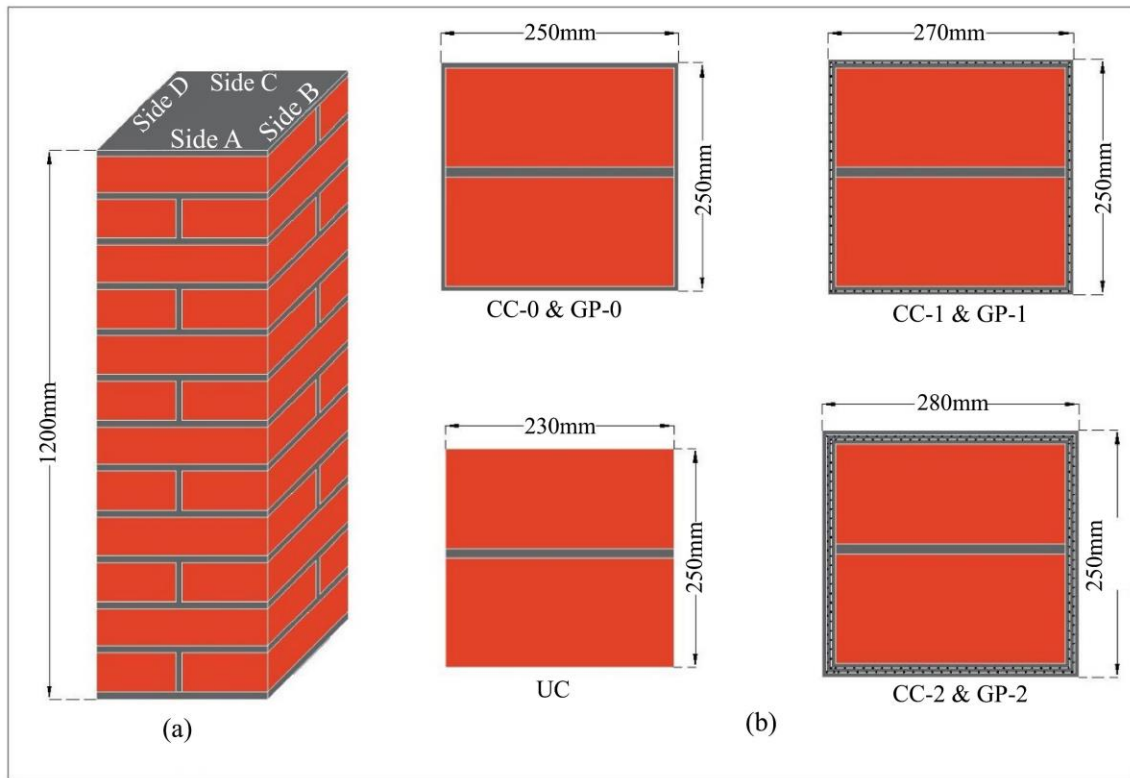 Side C
Side D
Side B
Side A
1200mm
(a)
250mm
250mm
CC-0 & GP-0
270mm
250mm
CC-1 & GP-1
230mm
250mm
UC
280mm
250mm
CC-2 & GP-2
(b)